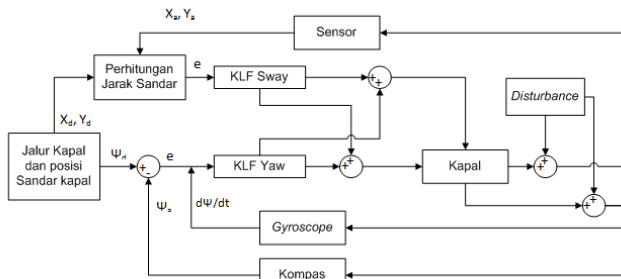 Xa, Ya
Sensor
Perhitungan
Jarak Sandar
e
KLF Sway
+
+
Disturbance
Xd, Yd
Jalur Kapal
dan posisi
Sandar kapal
Ψd
+
-
e
KLF Yaw
+
+
Kapal
+
+
Ψa
dΨ/dt
+
+
Gyroscope
Kompas